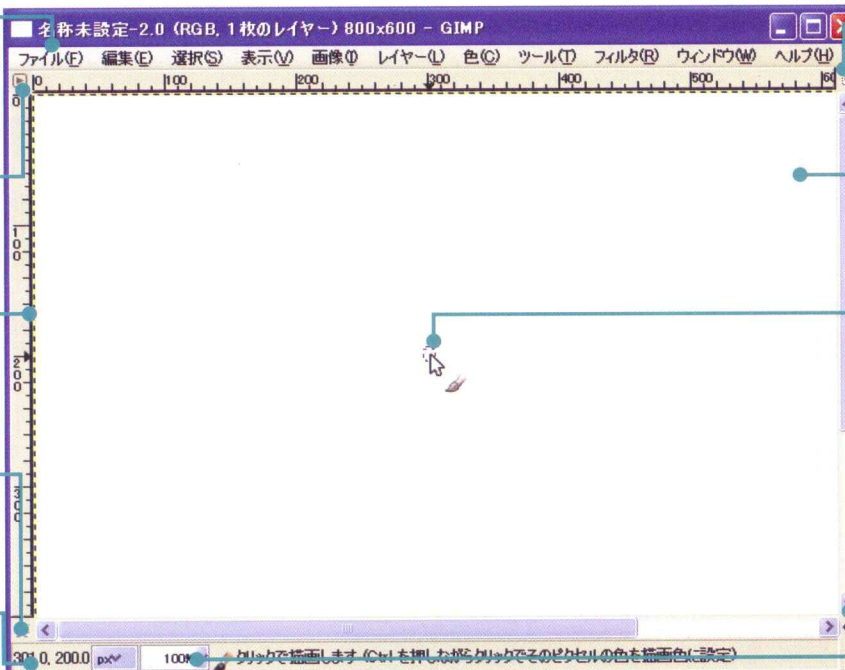 名称未設定-2.0 (RGB, 1枚のレイヤー) 800x600 – GIMP
ファイル(F) 編集(E) 選択(S) 表示(V) 画像(I) レイヤー(L) 色(C) ツール(T) フィルタ(R) ウィンドウ(W) ヘルプ(H)
0 100 200 300 400 500
0
100
200
300
200.0 px 100% クリックで描画します (Ctrl を押しながらクリックでそのピクセルの色を描画色に設定)